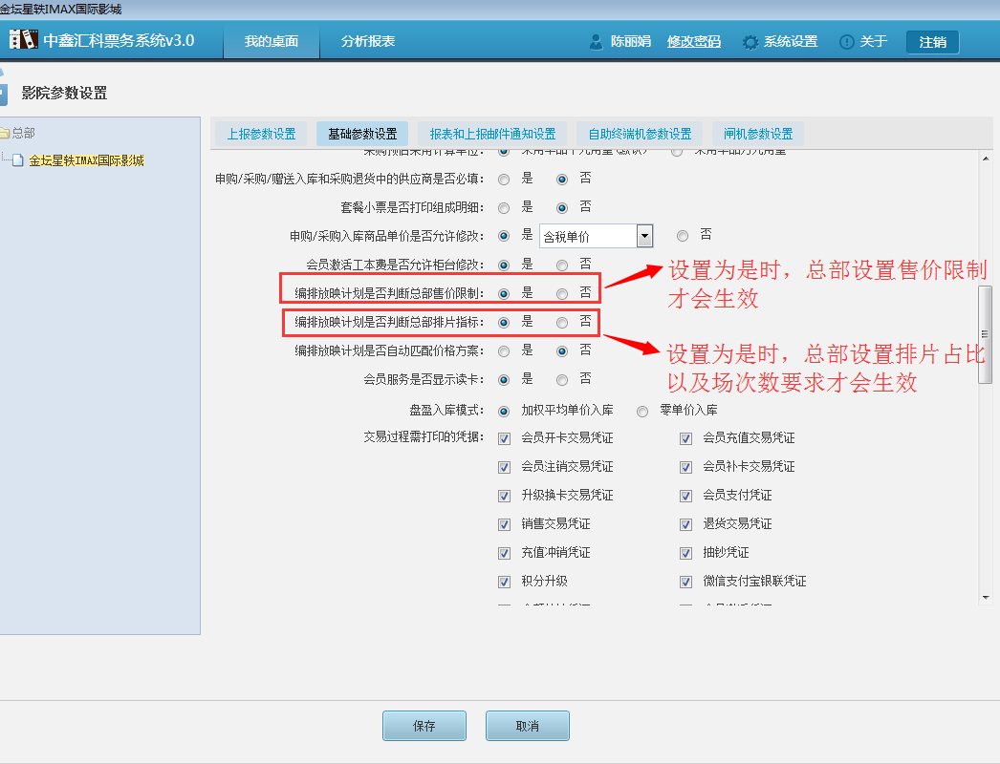 金坛星轶IMAX国际影城
中鑫汇科票务系统v3.0 我的桌面 分析报表 陈丽娟 修改密码 系统设置 关于 注销
影院参数设置
总部
金坛星轶IMAX国际影城
上报参数设置 基础参数设置 报表和上报邮件通知设置 自助终端机参数设置 闸机参数设置
申购/采购/赠送入库和采购退货中的供应商是否必填： 是 否
套餐小票是否打印组成明细： 是 否
申购/采购入库商品单价是否允许修改： 是 含税单价 否
会员激活工本费是否允许柜台修改： 是 否
编排放映计划是否判断总部售价限制： 是 否
设置为是时，总部设置售价限制
才会生效
编排放映计划是否判断总部排片指标： 是 否
编排放映计划是否自动匹配价格方案： 是 否
设置为是时，总部设置排片占比
以及场次数要求才会生效
会员服务是否显示读卡： 是 否
盘盈入库模式： 加权平均单价入库 零单价入库
交易过程需打印的凭据： 会员开卡交易凭证 会员充值交易凭证
会员注销交易凭证 会员补卡交易凭证
升级换卡交易凭证 会员支付凭证
销售交易凭证 退货交易凭证
充值冲销凭证 抽钞凭证
积分升级 微信支付宝银联凭证
保存 取消